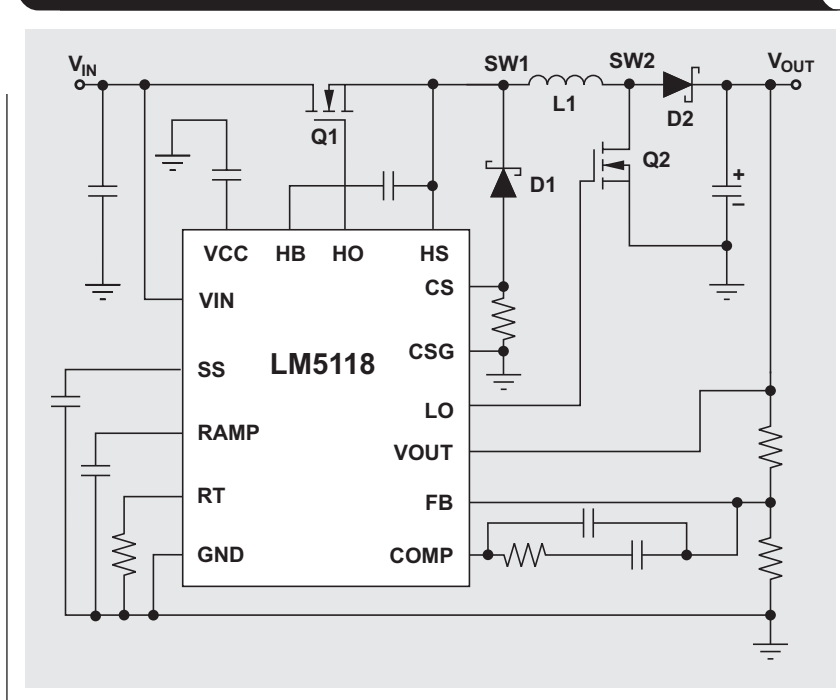 VIN
SW1
SW2
VOUT
L1
D2
Q1
Q2
D1
+
–
VCC
HB
HO
HS
CS
VIN
CSG
LM5118
SS
LO
RAMP
VOUT
RT
FB
GND
COMP